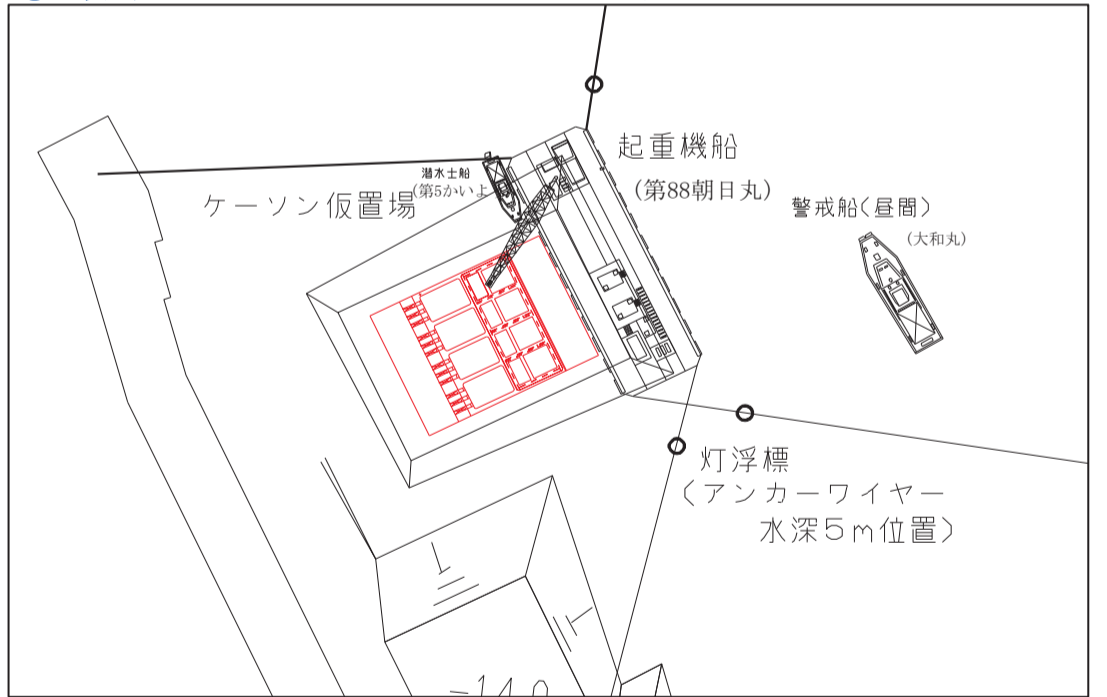 起重機船
(第88朝日丸)
潜水士船
(第5かいよ
ケーソン仮置場
警戒船(昼間)
(大和丸)
灯浮標
(アンカーワイヤー
水深5m位置)